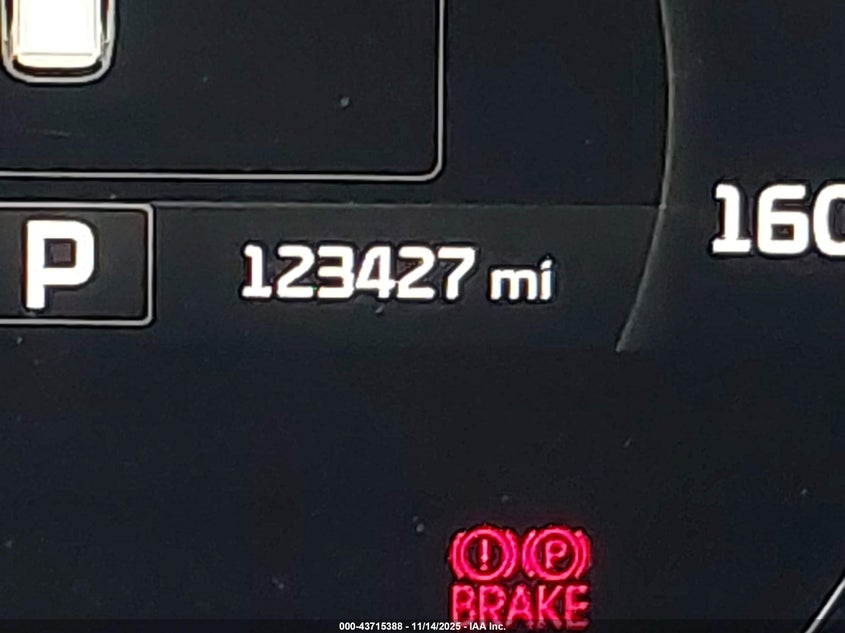 160
P
123427 mi
! P
BRAKE
000-43715388 - 11/14/2025 - IAA Inc.